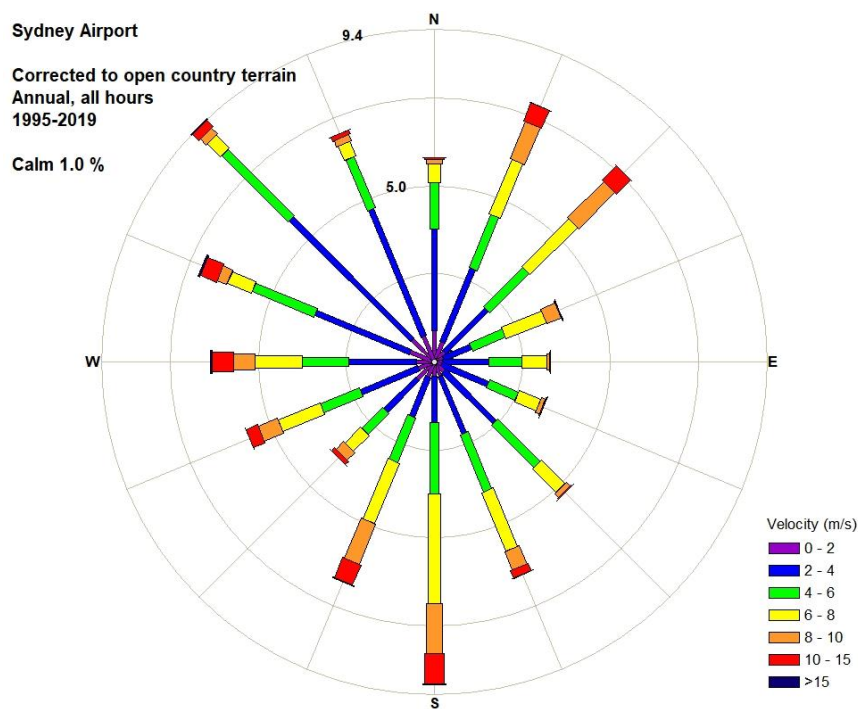 Sydney Airport
Corrected to open country terrain
Annual, all hours
1995-2019
Calm 1.0 %
N
9.4
5.0
W
E
S
Velocity (m/s)
0 - 2
2 - 4
4 - 6
6 - 8
8 - 10
10 - 15
>15